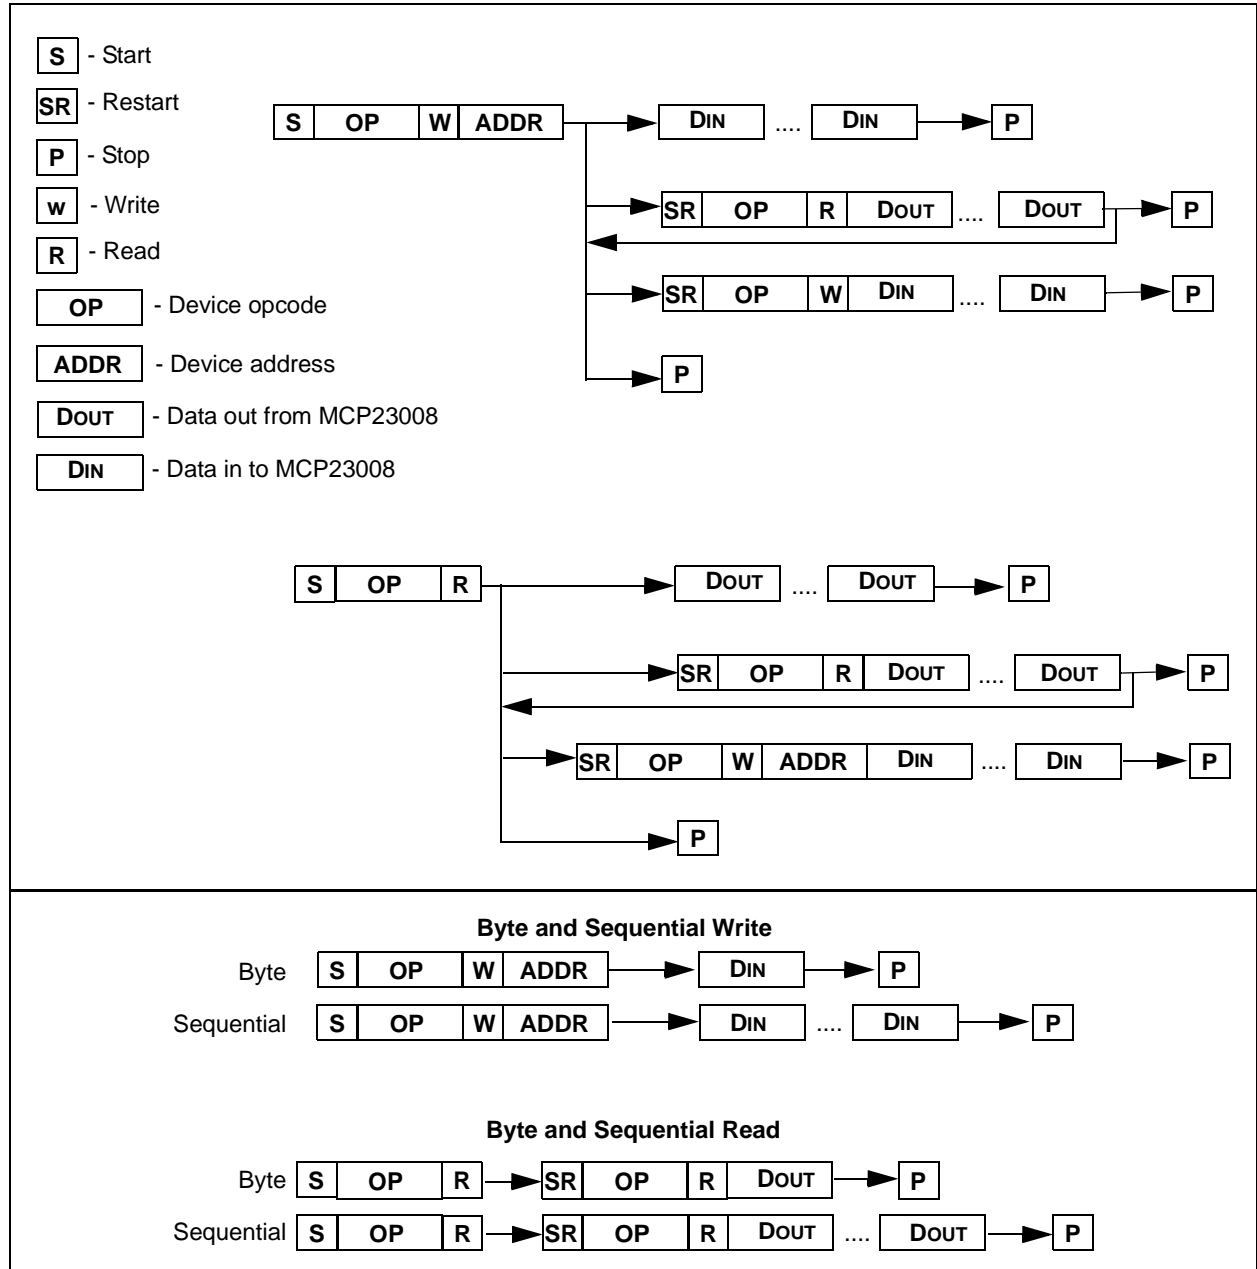 S - Start
SR - Restart
P - Stop
w - Write
R - Read
OP - Device opcode
ADDR - Device address
DOUT - Data out from MCP23008
DIN - Data in to MCP23008
S OP W ADDR DIN .... DIN P
SR OP R DOUT .... DOUT P
SR OP W DIN .... DIN P
P
S OP R DOUT .... DOUT P
SR OP R DOUT .... DOUT P
SR OP W ADDR DIN .... DIN P
P
Byte and Sequential Write
Byte S OP W ADDR DIN P
Sequential S OP W ADDR DIN .... DIN P
Byte and Sequential Read
Byte S OP R SR OP R DOUT P
Sequential S OP R SR OP R DOUT .... DOUT P